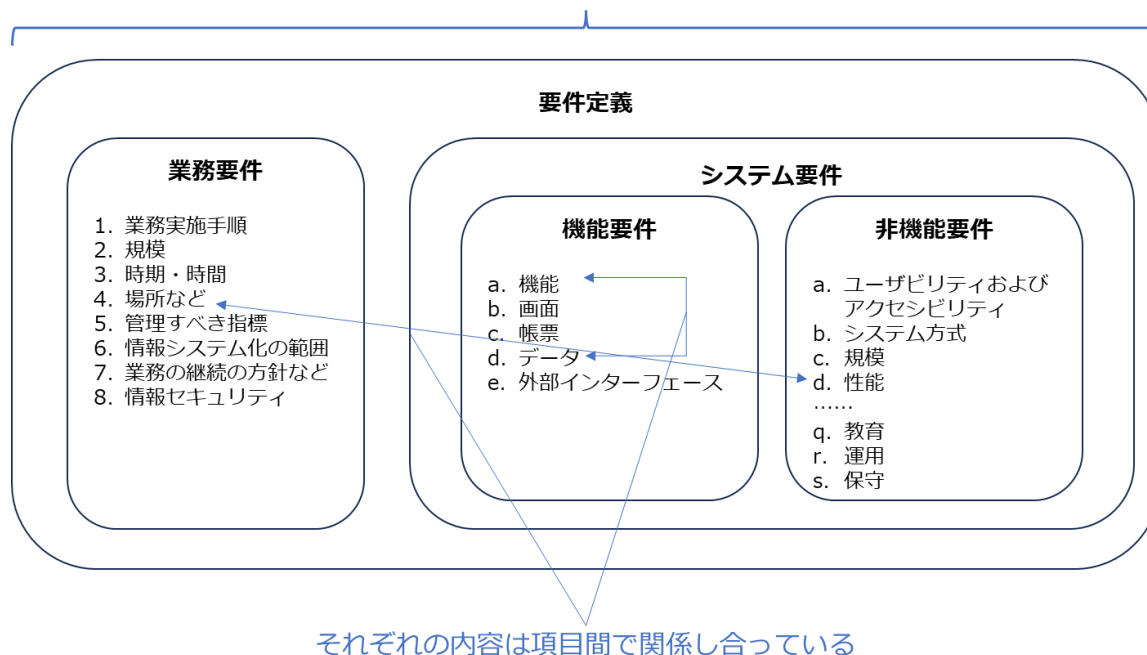 要件定義
業務要件
1. 業務実施手順
2. 規模
3. 時期・時間
4. 場所など
5. 管理すべき指標
6. 情報システム化の範囲
7. 業務の継続の方針など
8. 情報セキュリティ
システム要件
機能要件
a. 機能
b. 画面
c. 帳票
d. データ
e. 外部インターフェース
非機能要件
a. ユーザビリティおよび
アクセシビリティ
b. システム方式
c. 規模
d. 性能
……
q. 教育
r. 運用
s. 保守
それぞれの内容は項目間で関係し合っている